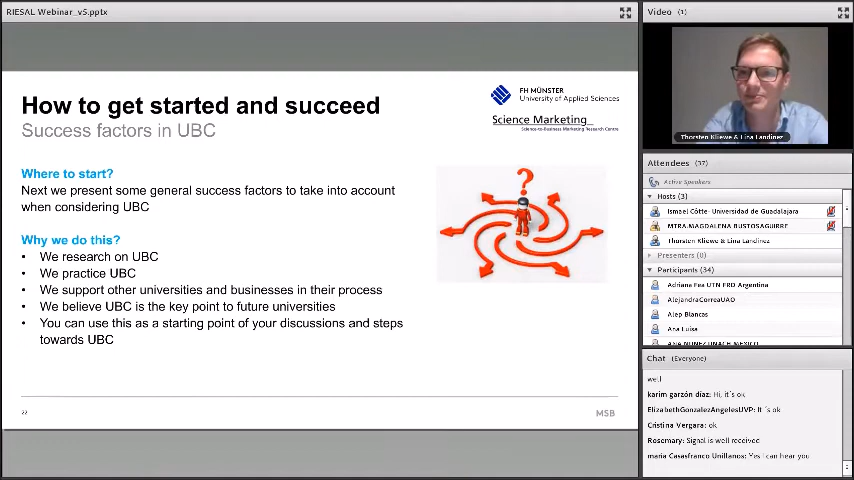 RIESAL Webinar_v5.pptx
How to get started and succeed
Success factors in UBC
FH MÜNSTER
University of Applied Sciences
Science Marketing
Science-to-Business Marketing Research Centre
Where to start?
Next we present some general success factors to take into account
when considering UBC
Why we do this?
• We research on UBC
• We practice UBC
• We support other universities and businesses in their process
• We believe UBC is the key point to future universities
• You can use this as a starting point of your discussions and steps
towards UBC
?
22
MSB
Video (1)
Thorsten Kliewe & Lina Landinez
Attendees (37)
Active Speakers
Hosts (3)
Ismael Côtte- Universidad de Guadalajara
MTRA.MAGDALENA BUSTOSAGUIRRE
Thorsten Kliewe & Lina Landinez
Presenters (0)
Participants (34)
Adriana Fea UTN FRD Argentina
AlejandraCorreaUAO
Alep Blancas
Ana Luisa
ANA NUÑEZ UNACH MEXICO
Chat (Everyone)
well
karim garzón díaz: Hi, it´s ok
ElizabethGonzalezAngelesUVP: It ´s ok
Cristina Vergara: ok
Rosemary: Signal is well received
maria Casasfranco Unillanos: Yes I can hear you